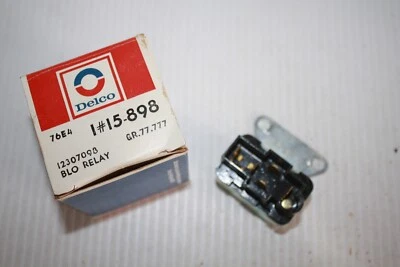 Delco
76E4
1#15-898
GR.77.777
12307098
BLO RELAY